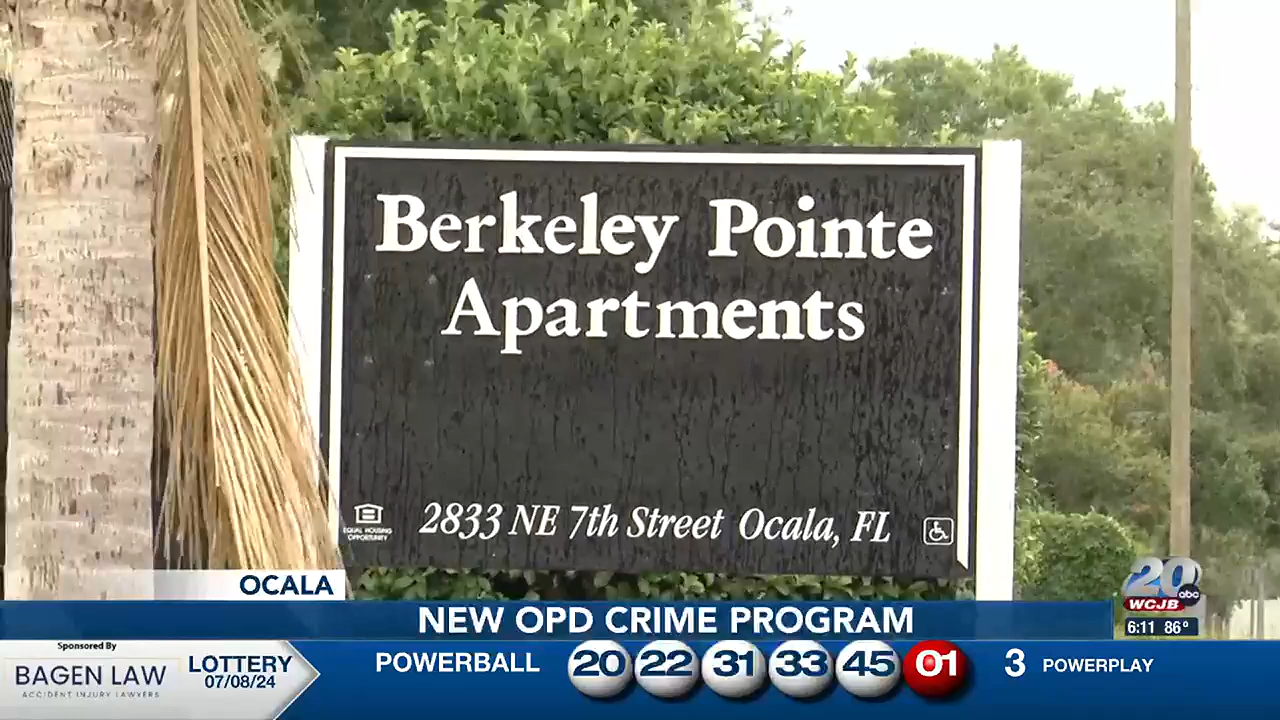 Berkeley Pointe
Apartments
EQUAL HOUSING
OPPORTUNITY
2833 NE 7th Street Ocala, FL
OCALA
NEW OPD CRIME PROGRAM
20
abc
WCJB
6:11 86°
Sponsored By
BAGEN LAW
ACCIDENT INJURY LAWYERS
LOTTERY
07/08/24
POWERBALL 20 22 31 33 45 01 3 POWERPLAY